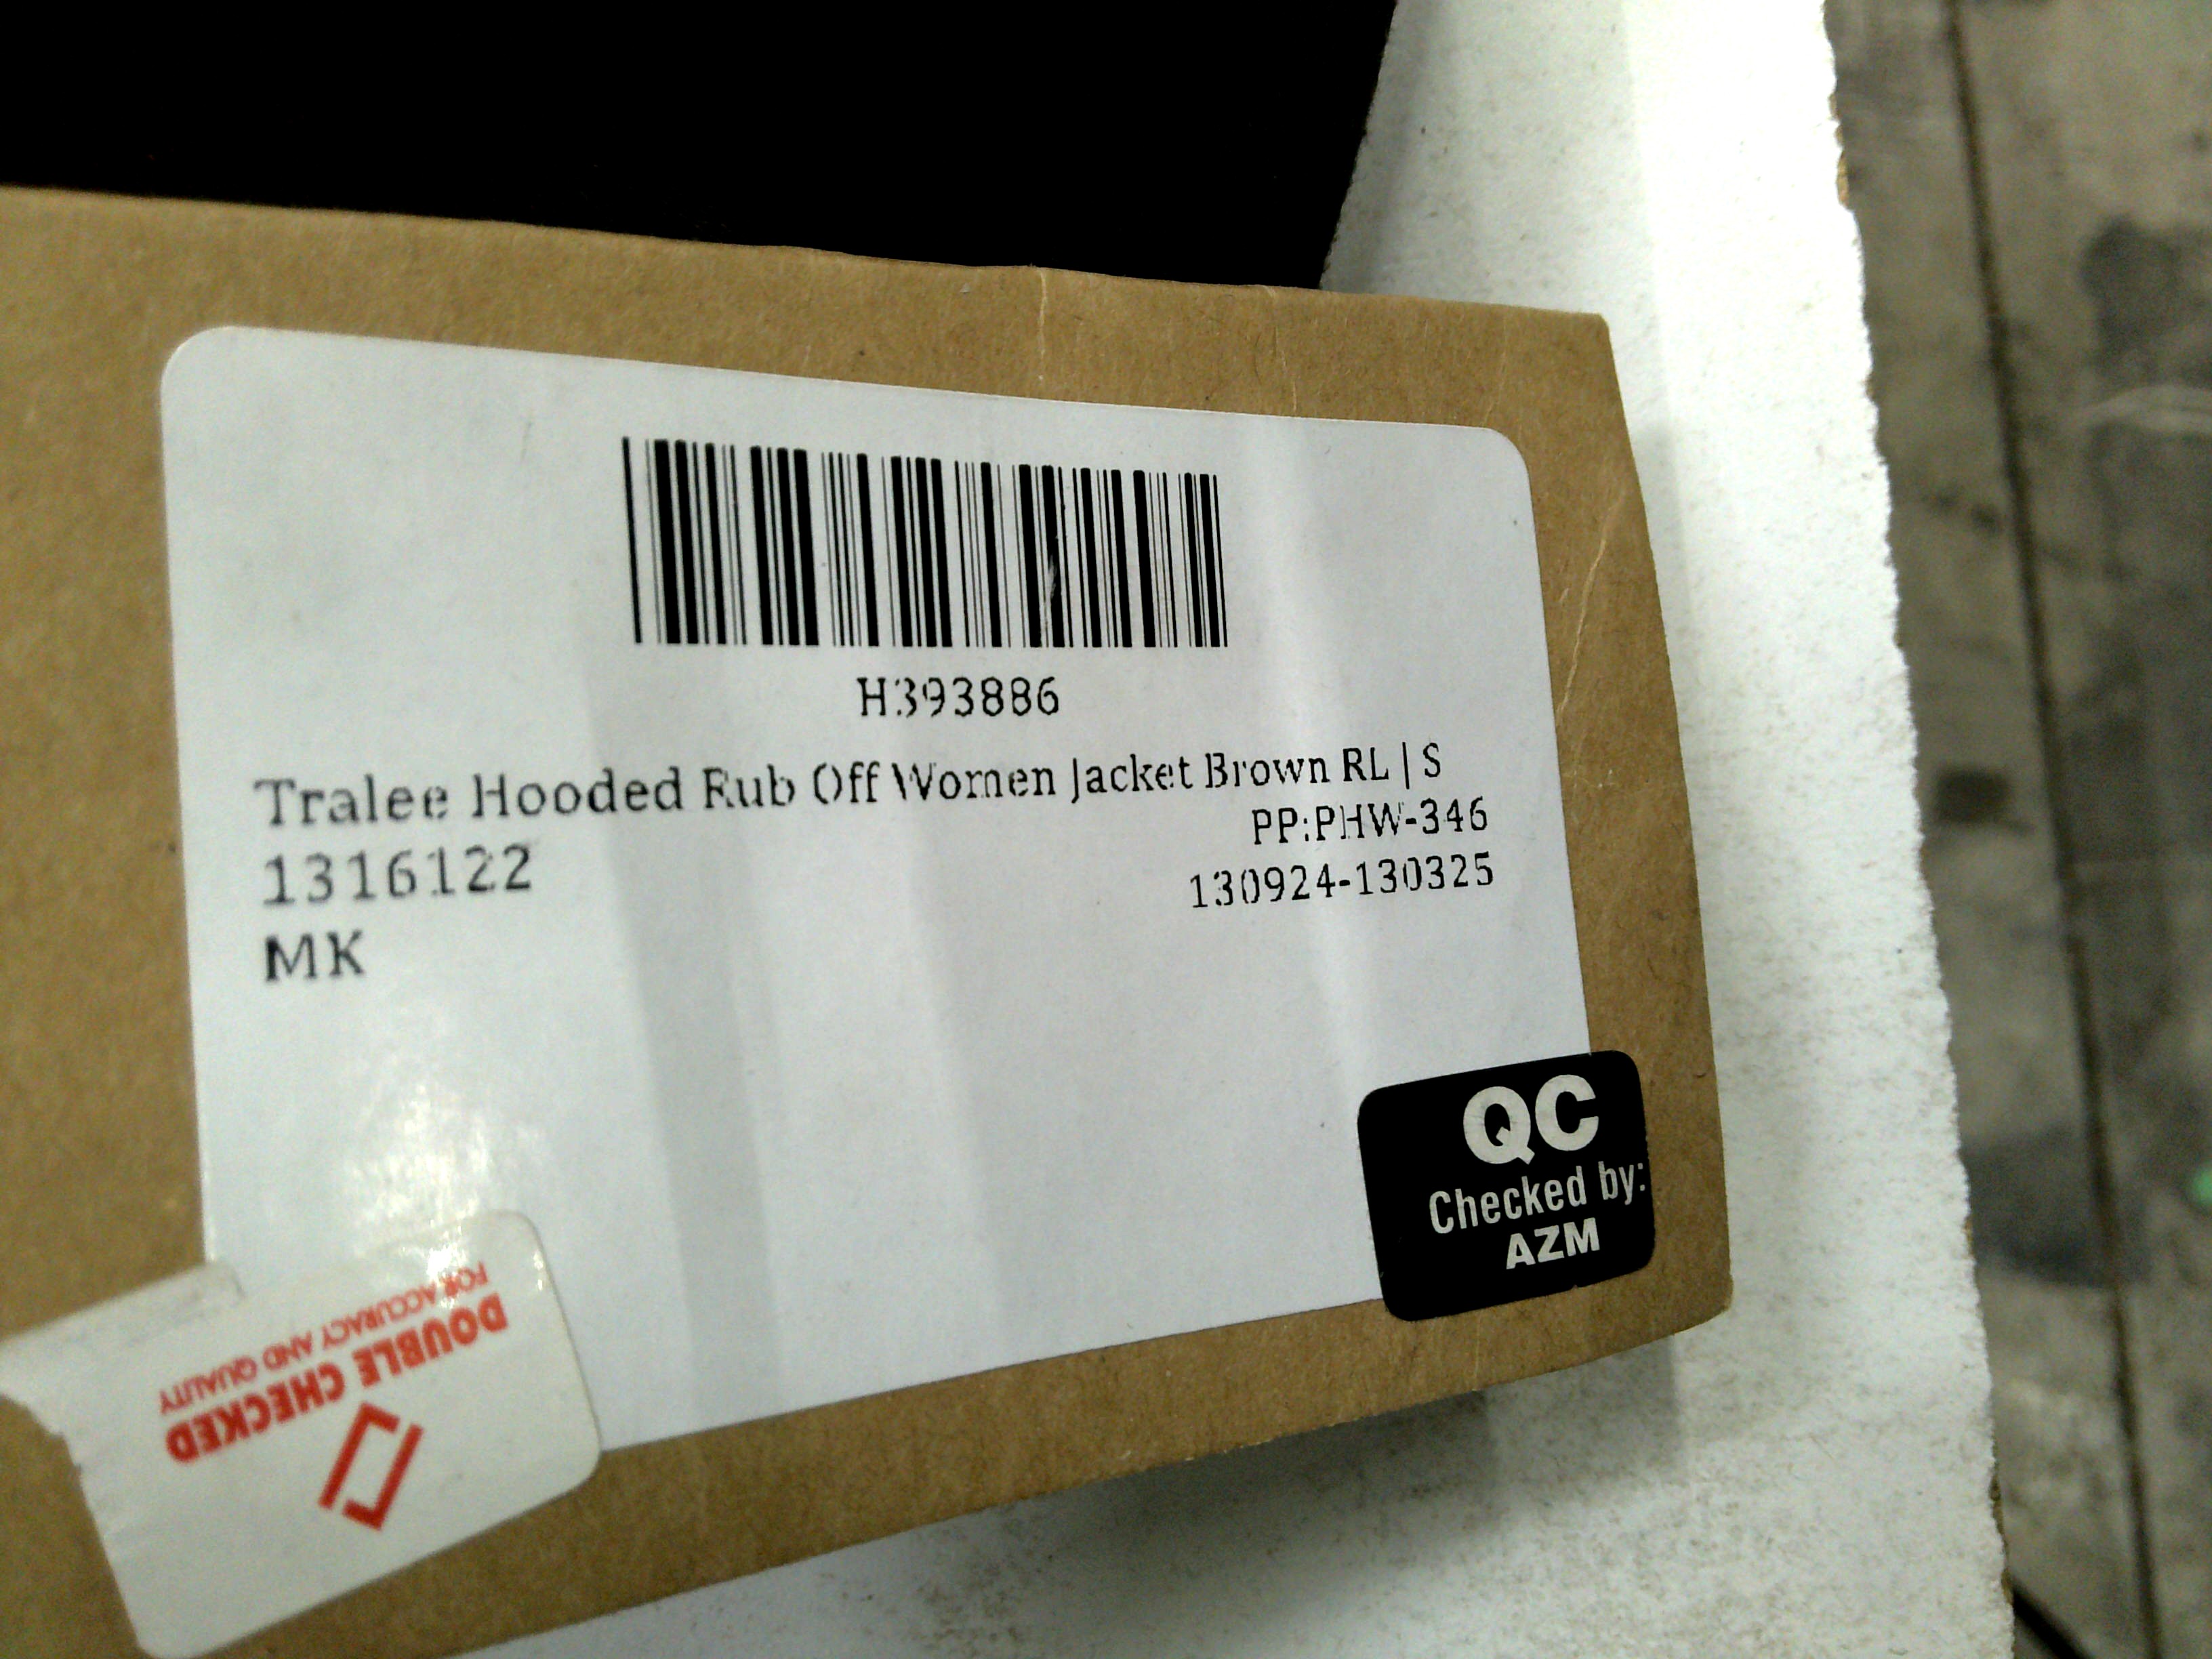 H393886
Tralee Hooded Rub Off Women Jacket Brown RL | S
PP:PHW-346
1316122
130924-130325
MK
QC
Checked by:
AZM
DOUBLE CHECKED
FOR ACCURACY AND QUALITY